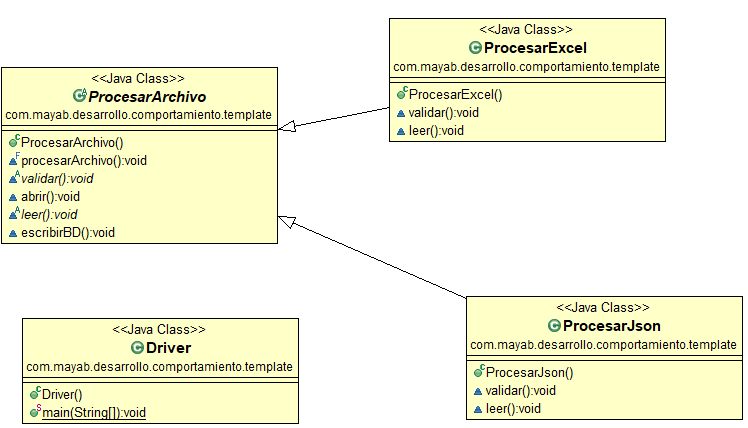 <<Java Class>>
ProcesarArchivo
com.mayab.desarrollo.comportamiento.template
ProcesarArchivo()
procesarArchivo():void
validar():void
abrir():void
leer():void
escribirBD():void
<<Java Class>>
ProcesarExcel
com.mayab.desarrollo.comportamiento.template
ProcesarExcel()
validar():void
leer():void
<<Java Class>>
Driver
com.mayab.desarrollo.comportamiento.template
Driver()
main(String[]):void
<<Java Class>>
ProcesarJson
com.mayab.desarrollo.comportamiento.template
ProcesarJson()
validar():void
leer():void